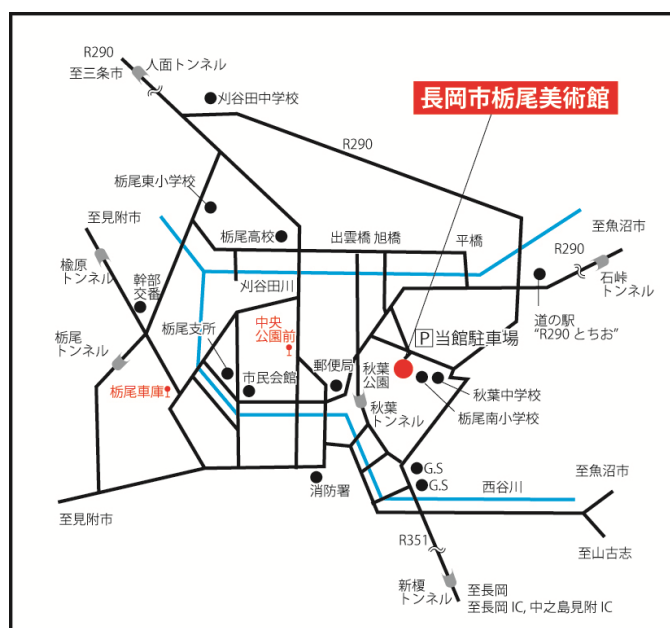 R290
至三条市
人面トンネル
刈谷田中学校
長岡市栃尾美術館
R290
栃尾東小学校
至見附市
栃尾高校
出雲橋
旭橋
平橋
至魚沼市
R290
楡原
トンネル
石峠
トンネル
幹部
交番
刈谷田川
道の駅
“R290 とちお”
中央
公園前
P当館駐車場
栃尾
トンネル
栃尾支所
郵便局
秋葉
公園
栃尾車庫
市民会館
秋葉中学校
秋葉
トンネル
栃尾南小学校
G.S
G.S
消防署
西谷川
至魚沼市
至見附市
R351
至山古志
新榎
トンネル
至長岡
至長岡 IC, 中之島見附 IC